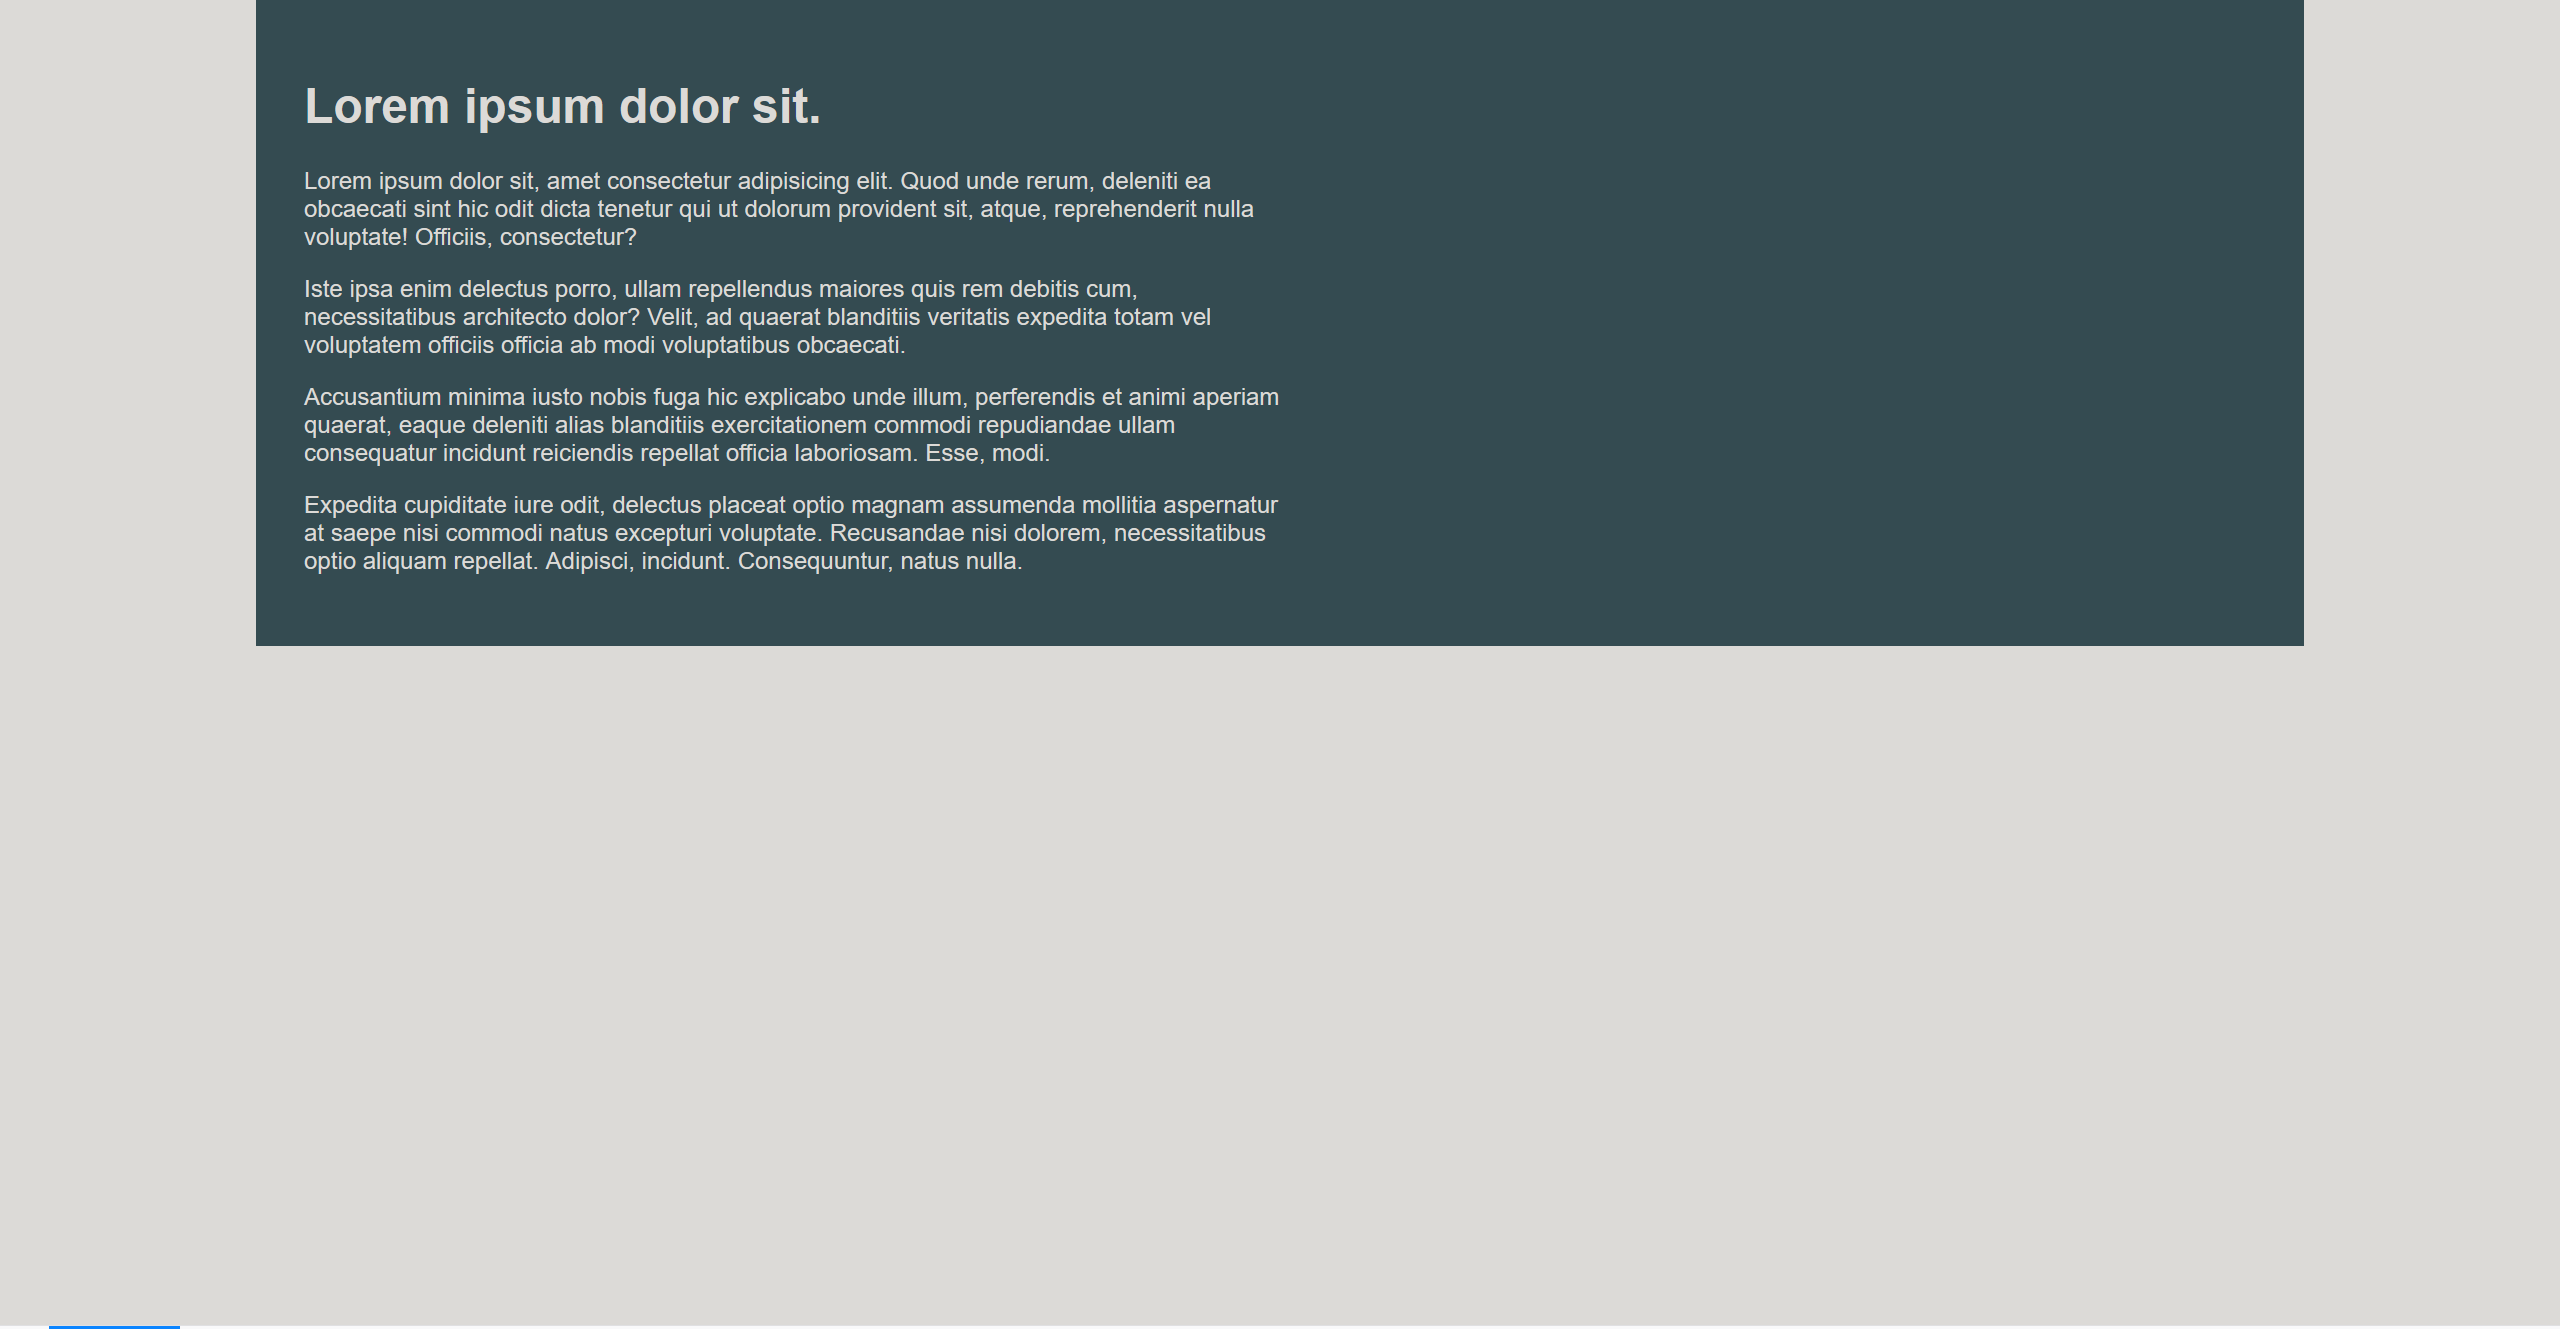 Lorem ipsum dolor sit.
Lorem ipsum dolor sit, amet consectetur adipisicing elit. Quod unde rerum, deleniti ea
obcaecati sint hic odit dicta tenetur qui ut dolorum provident sit, atque, reprehenderit nulla
voluptate! Officiis, consectetur?
Iste ipsa enim delectus porro, ullam repellendus maiores quis rem debitis cum,
necessitatibus architecto dolor? Velit, ad quaerat blanditiis veritatis expedita totam vel
voluptatem officiis officia ab modi voluptatibus obcaecati.
Accusantium minima iusto nobis fuga hic explicabo unde illum, perferendis et animi aperiam
quaerat, eaque deleniti alias blanditiis exercitationem commodi repudiandae ullam
consequatur incidunt reiciendis repellat officia laboriosam. Esse, modi.
Expedita cupiditate iure odit, delectus placeat optio magnam assumenda mollitia aspernatur
at saepe nisi commodi natus excepturi voluptate. Recusandae nisi dolorem, necessitatibus
optio aliquam repellat. Adipisci, incidunt. Consequuntur, natus nulla.